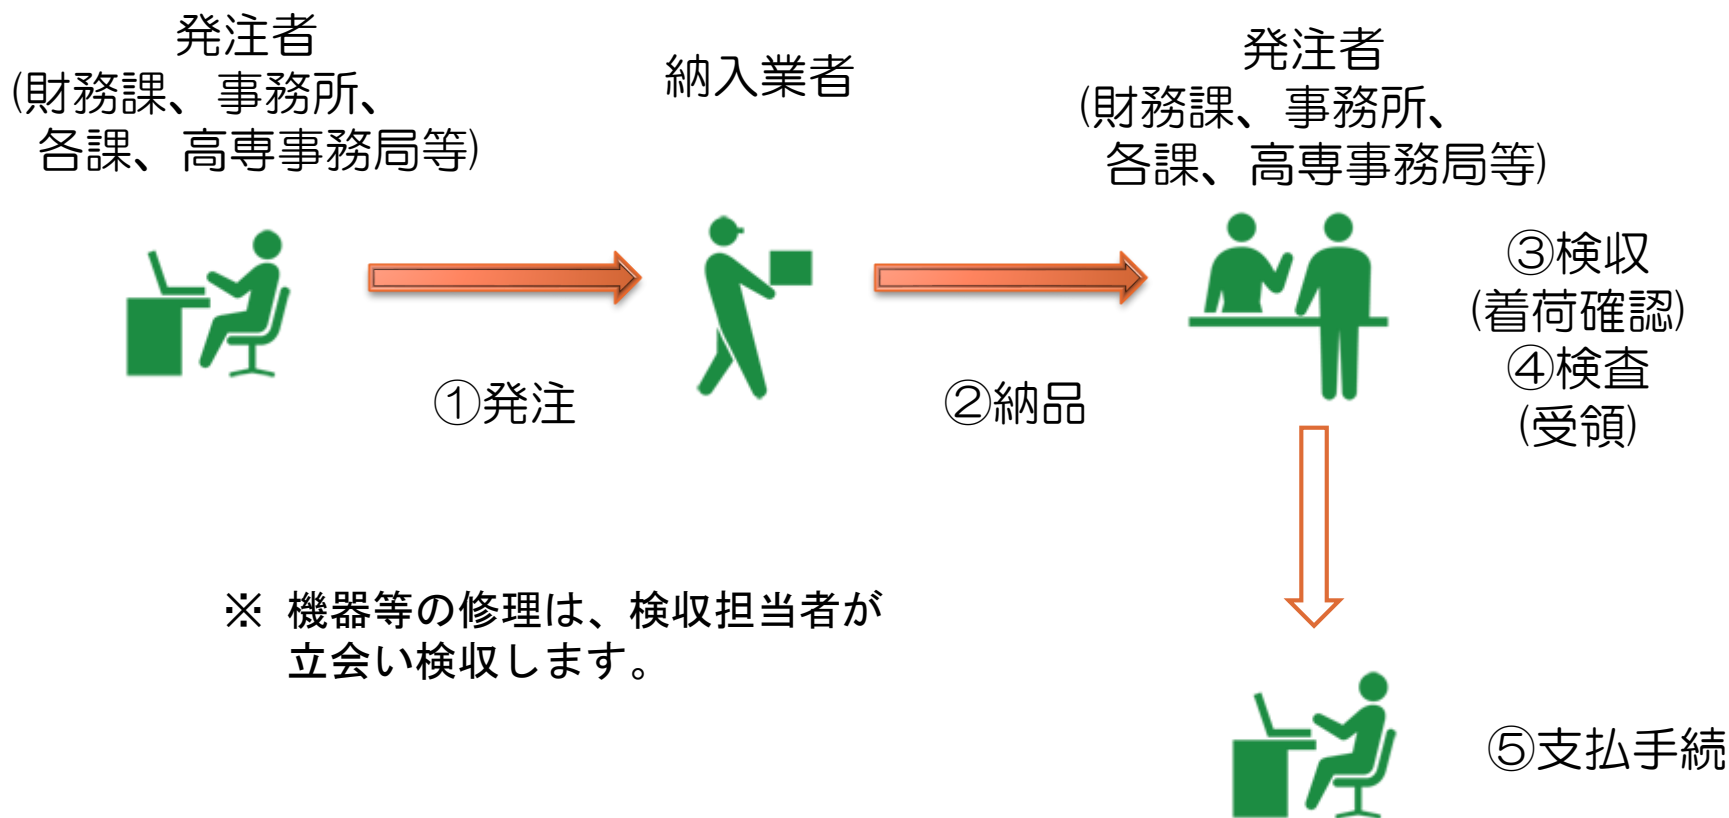 発注者
(財務課、事務所、
各課、高専事務局等)
納入業者
発注者
(財務課、事務所、
各課、高専事務局等)
①発注
②納品
③検収
(着荷確認)
④検査
(受領)
※ 機器等の修理は、検収担当者が
立会い検収します。
⑤支払手続